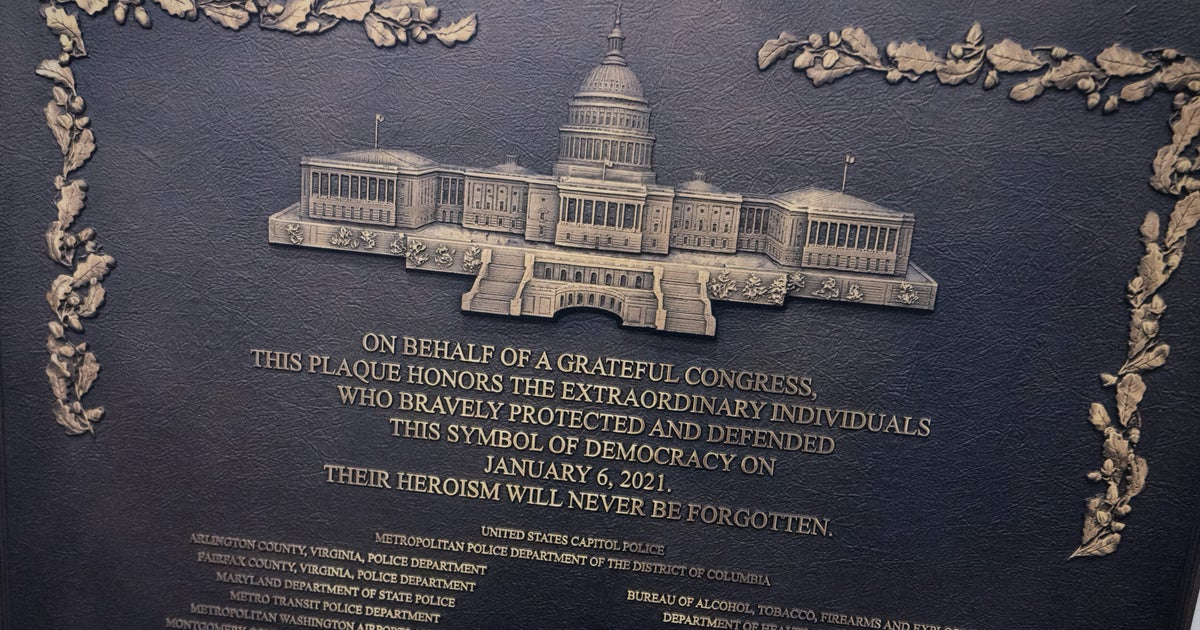 ON BEHALF OF A GRATEFUL CONGRESS,
THIS PLAQUE HONORS THE EXTRAORDINARY INDIVIDUALS
WHO BRAVELY PROTECTED AND DEFENDED
THIS SYMBOL OF DEMOCRACY ON
JANUARY 6, 2021.
THEIR HEROISM WILL NEVER BE FORGOTTEN.
UNITED STATES CAPITOL POLICE
METROPOLITAN POLICE DEPARTMENT OF THE DISTRICT OF COLUMBIA
ARLINGTON COUNTY, VIRGINIA, POLICE DEPARTMENT
FAIRFAX COUNTY, VIRGINIA, POLICE DEPARTMENT
MARYLAND DEPARTMENT OF STATE POLICE
METRO TRANSIT POLICE DEPARTMENT
METROPOLITAN WASHINGTON
MONTGOMERY
BUREAU OF ALCOHOL, TOBACCO, FIREARMS AND
DEPARTMENT OF